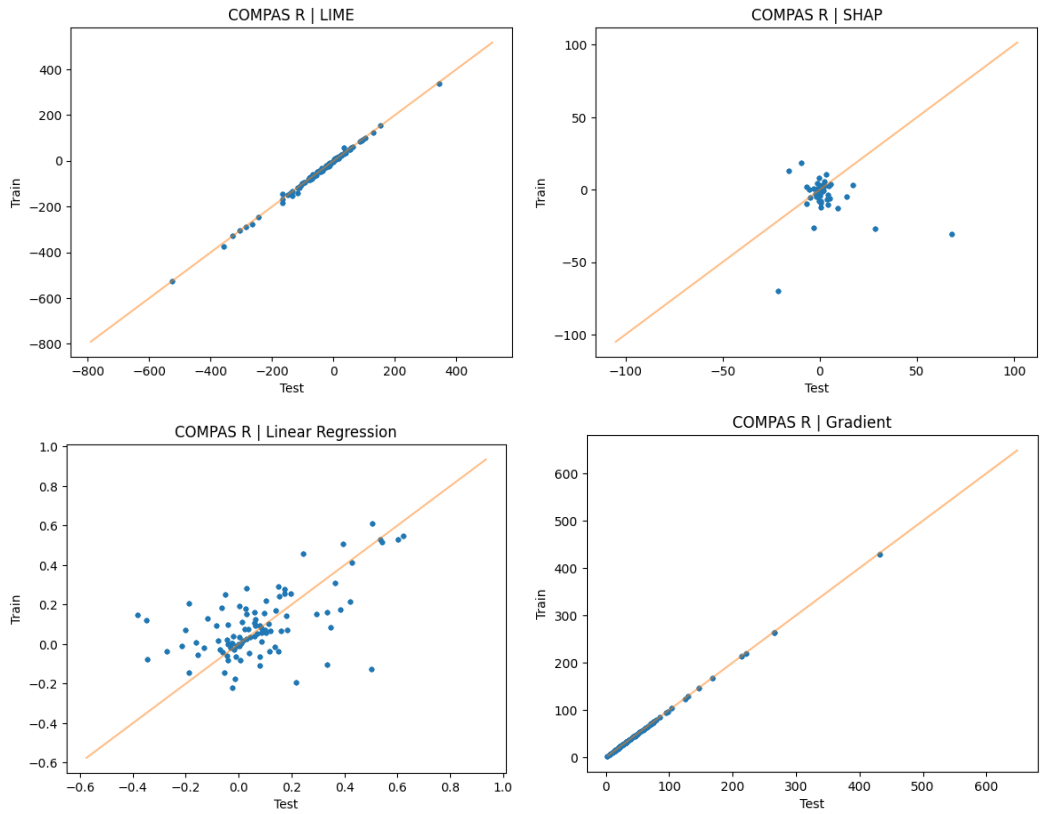 COMPAS R | LIME
400
200
0
−200
−400
−600
−800
Train
−800 −600 −400 −200 0 200 400
Test
COMPAS R | SHAP
100
50
0
−50
−100
Train
−100 −50 0 50 100
Test
COMPAS R | Linear Regression
1.0
0.8
0.6
0.4
0.2
0.0
−0.2
−0.4
−0.6
Train
−0.6 −0.4 −0.2 0.0 0.2 0.4 0.6 0.8 1.0
Test
COMPAS R | Gradient
600
500
400
300
200
100
0
Train
0 100 200 300 400 500 600
Test